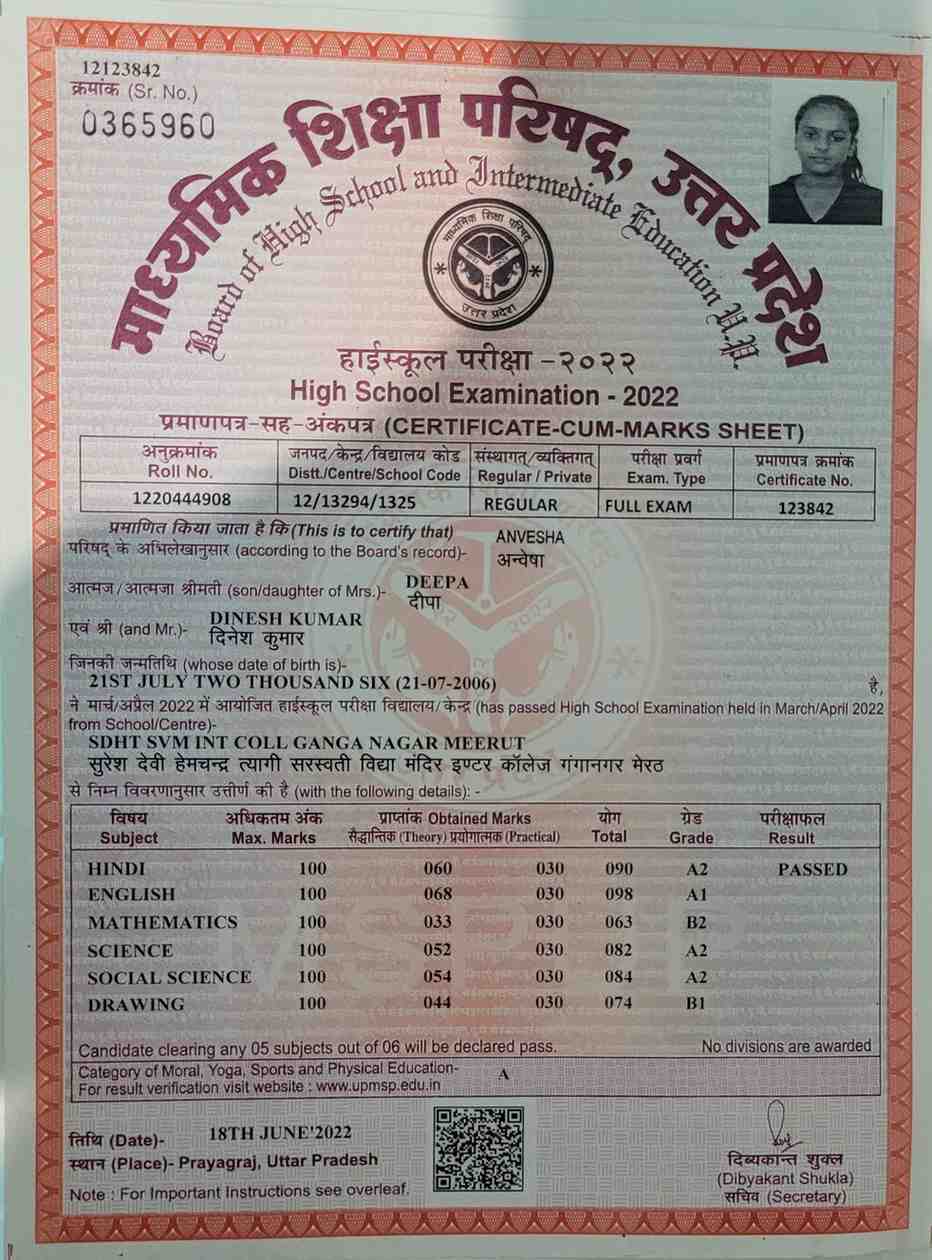 12123842
क्रमांक (Sr. No.)
0365960
माध्यमिक शिक्षा परिषद्, उत्तर प्रदेश
Board of High School and Intermediate Education U.P.
माध्यमिक शिक्षा परिषद्
उत्तर प्रदेश
हाईस्कूल परीक्षा -२०२२
High School Examination - 2022
प्रमाणपत्र-सह-अंकपत्र (CERTIFICATE-CUM-MARKS SHEET)
अनुक्रमांक जनपद/केन्द्र/विद्यालय कोड संस्थागत्/व्यक्तिगत् परीक्षा प्रवर्ग प्रमाणपत्र क्रमांक
Roll No. Distt./Centre/School Code Regular / Private Exam. Type Certificate No.
1220444908 12/13294/1325 REGULAR FULL EXAM 123842
प्रमाणित किया जाता है कि (This is to certify that) ANVESHA
परिषद् के अभिलेखानुसार (according to the Board's record)- अन्वेषा
आत्मज/आत्मजा श्रीमती (son/daughter of Mrs.)- DEEPA
दीपा
एवं श्री (and Mr.)- DINESH KUMAR
दिनेश कुमार
जिनकी जन्मतिथि (whose date of birth is)-
21ST JULY TWO THOUSAND SIX (21-07-2006) है,
ने मार्च/अप्रैल 2022 में आयोजित हाईस्कूल परीक्षा विद्यालय/केन्द्र (has passed High School Examination held in March/April 2022
from School/Centre)-
SDHT SVM INT COLL GANGA NAGAR MEERUT
सुरेश देवी हेमचन्द्र त्यागी सरस्वती विद्या मंदिर इण्टर कॉलेज गंगानगर मेरठ
से निम्न विवरणानुसार उत्तीर्ण की है (with the following details): -
विषय अधिकतम अंक प्राप्तांक Obtained Marks योग ग्रेड परीक्षाफल
Subject Max. Marks सैद्धान्तिक (Theory) प्रयोगात्मक (Practical) Total Grade Result
HINDI 100 060 030 090 A2 PASSED
ENGLISH 100 068 030 098 A1
MATHEMATICS 100 033 030 063 B2
SCIENCE 100 052 030 082 A2
SOCIAL SCIENCE 100 054 030 084 A2
DRAWING 100 044 030 074 B1
Candidate clearing any 05 subjects out of 06 will be declared pass. No divisions are awarded
Category of Moral, Yoga, Sports and Physical Education- A
For result verification visit website : www.upmsp.edu.in
तिथि (Date)- 18TH JUNE'2022
स्थान (Place)- Prayagraj, Uttar Pradesh
Note : For Important Instructions see overleaf.
दिब्यकान्त शुक्ल
(Dibyakant Shukla)
सचिव (Secretary)